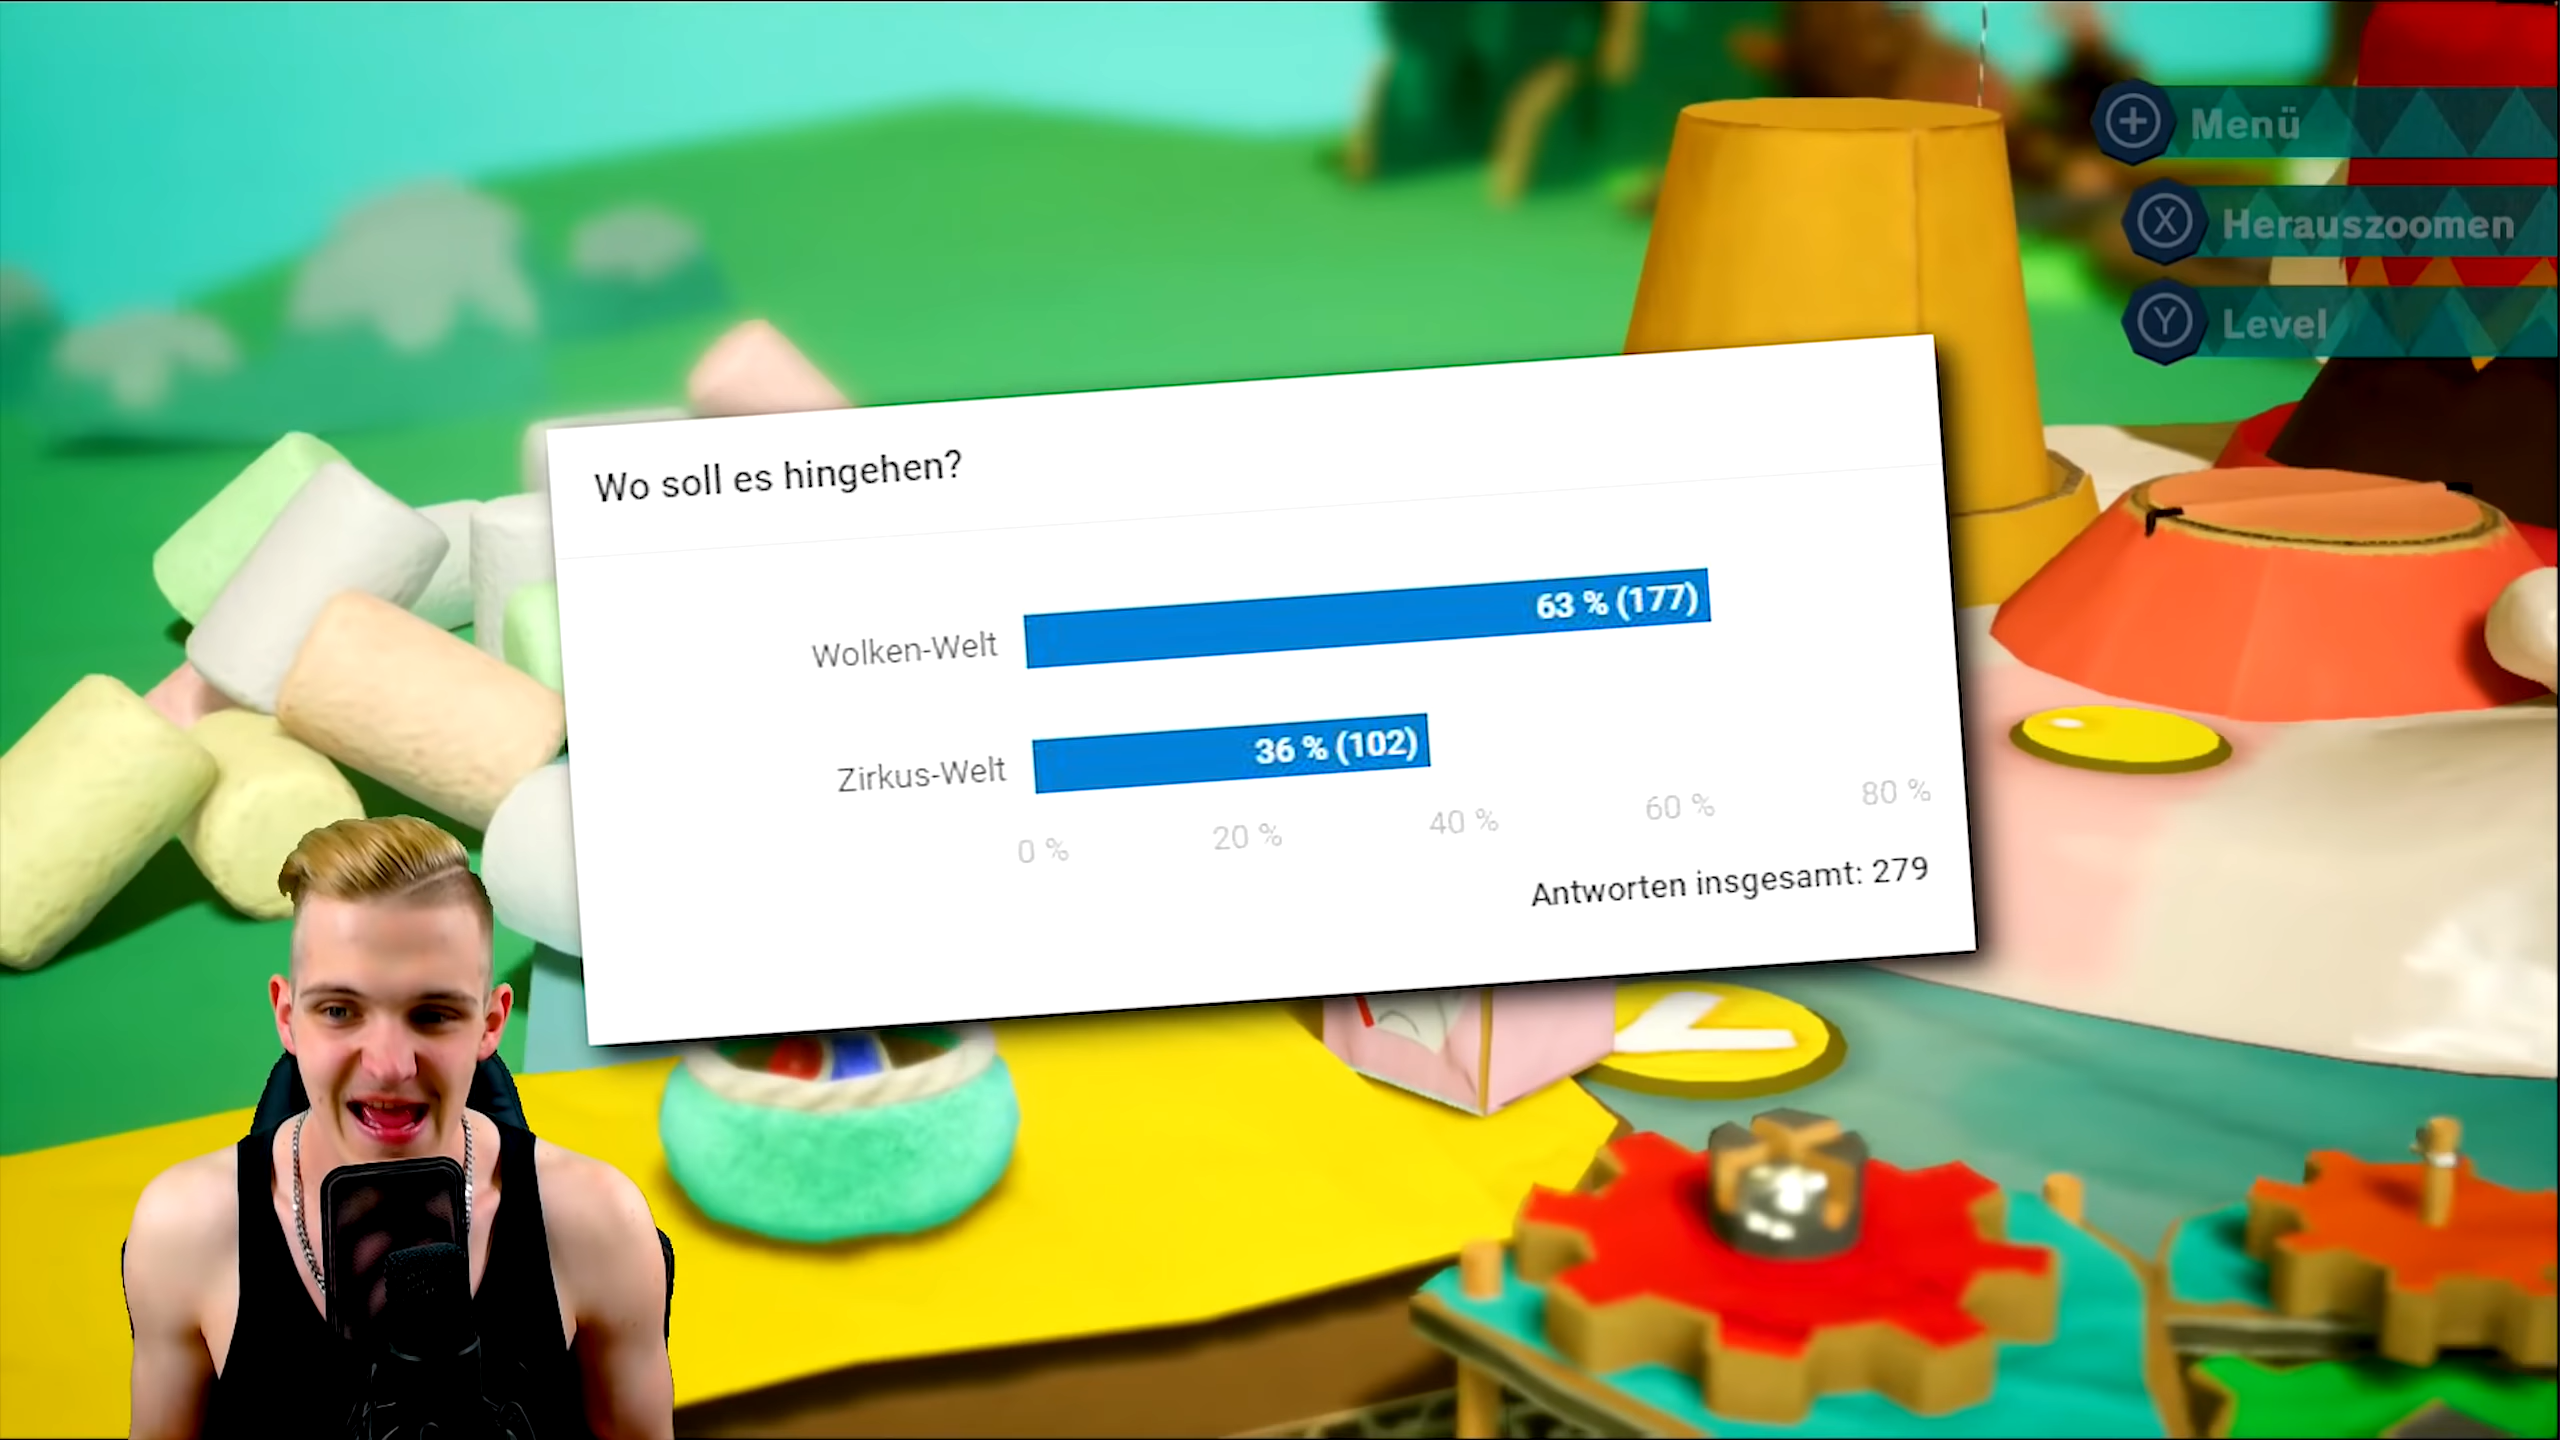 Menü
Herauszoomen
Level
Wo soll es hingehen?
Wolken-Welt 63 % (177)
Zirkus-Welt 36 % (102)
0 % 20 % 40 % 60 % 80 %
Antworten insgesamt: 279